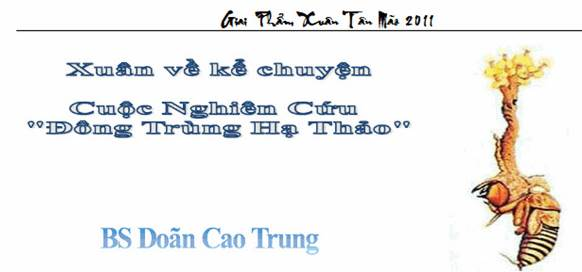 Giai Phẩm Xuân Tân Mão 2011
Xuân về kể chuyện
Cuộc Nghiên Cứu
"Đông Trùng Hạ Thảo"
BS Doãn Cao Trung